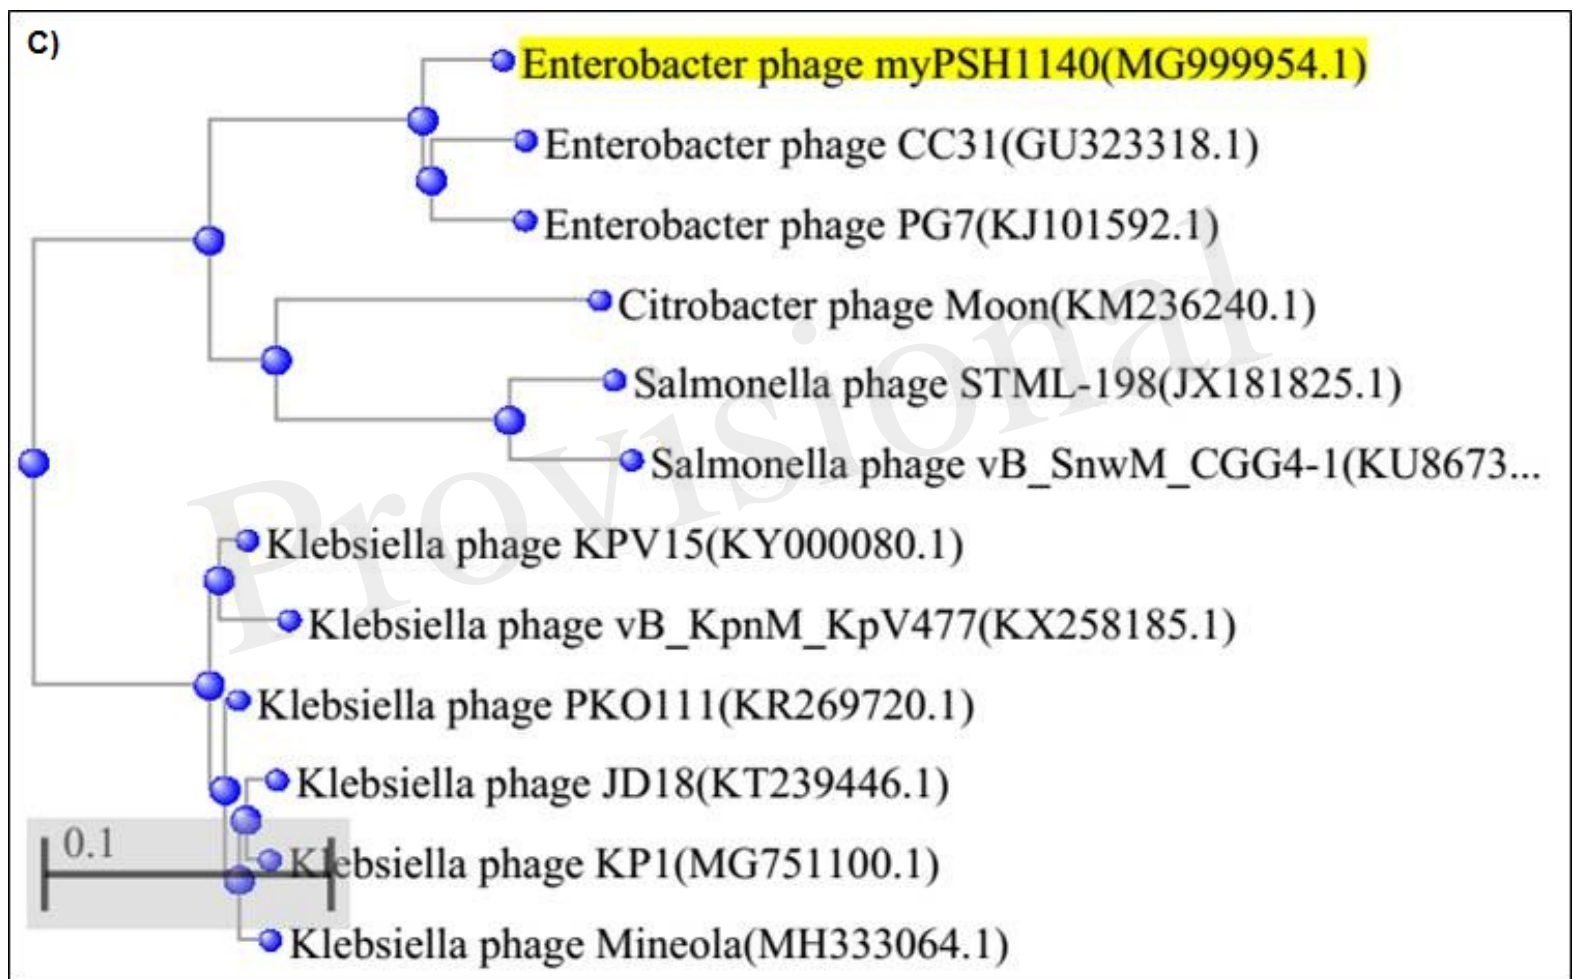 C)
Enterobacter phage myPSH1140(MG999954.1)
Enterobacter phage CC31(GU323318.1)
Enterobacter phage PG7(KJ101592.1)
Citrobacter phage Moon(KM236240.1)
Salmonella phage STML-198(JX181825.1)
Salmonella phage vB_SnwM_CGG4-1(KU8673...
Provisional
Klebsiella phage KPV15(KY000080.1)
Klebsiella phage vB_KpnM_KpV477(KX258185.1)
Klebsiella phage PKO111(KR269720.1)
Klebsiella phage JD18(KT239446.1)
0.1
Klebsiella phage KP1(MG751100.1)
Klebsiella phage Mineola(MH333064.1)